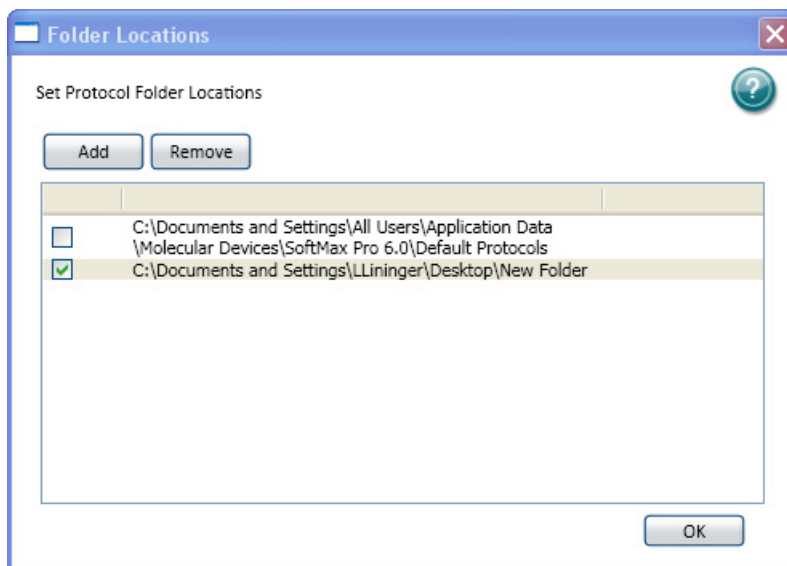 Folder Locations
Set Protocol Folder Locations
?
Add Remove
C:\Documents and Settings\All Users\Application Data
\Molecular Devices\SoftMax Pro 6.0\Default Protocols
C:\Documents and Settings\LLininger\Desktop\New Folder
OK